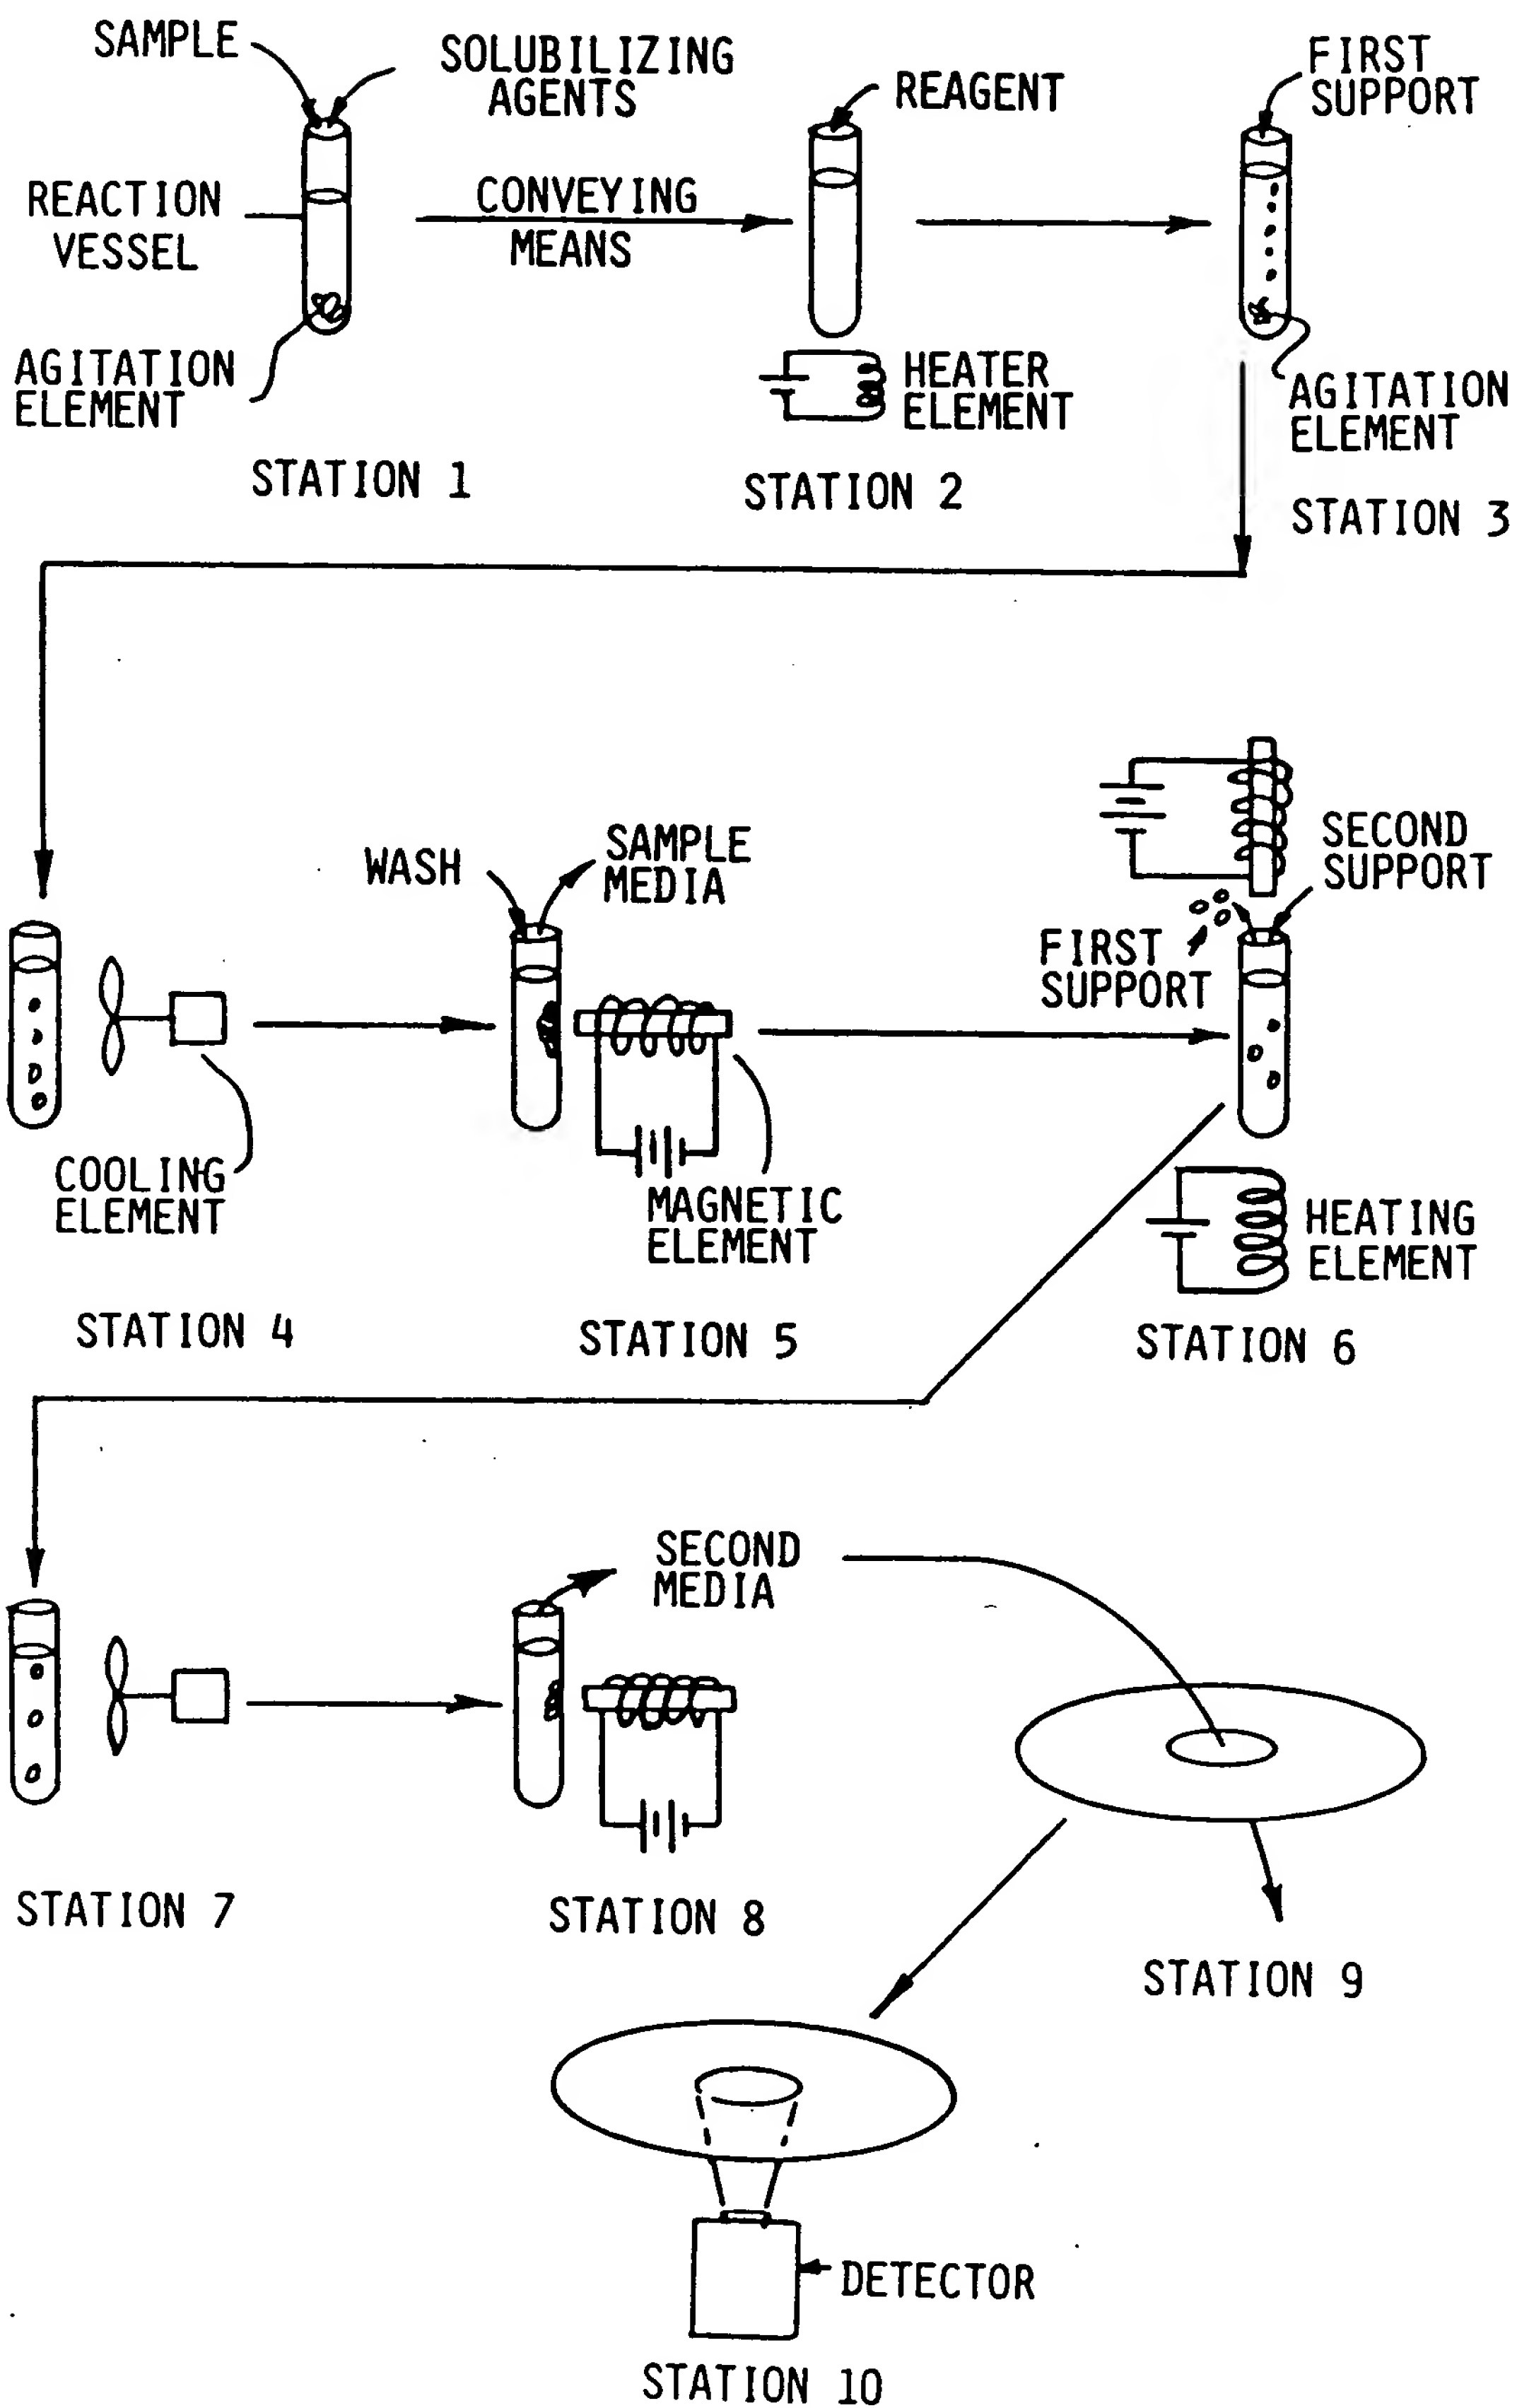 SAMPLE
SOLUBILIZING
AGENTS
REAGENT
FIRST
SUPPORT
REACTION
VESSEL
CONVEYING
MEANS
AGITATION
ELEMENT
HEATER
ELEMENT
AGITATION
ELEMENT
STATION 1
STATION 2
STATION 3
WASH
SAMPLE
MEDIA
SECOND
SUPPORT
FIRST
SUPPORT
COOLING
ELEMENT
MAGNETIC
ELEMENT
HEATING
ELEMENT
STATION 4
STATION 5
STATION 6
SECOND
MEDIA
STATION 7
STATION 8
STATION 9
DETECTOR
STATION 10